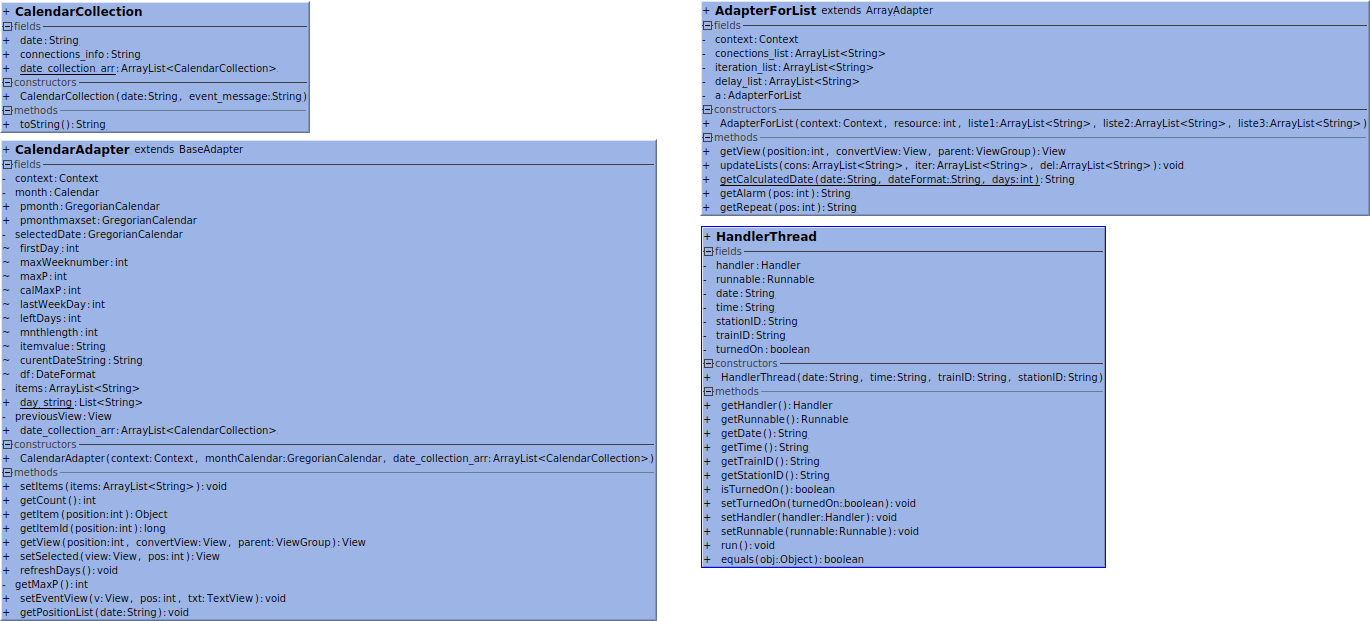 + CalendarCollection
fields
+ date:String
+ connections_info:String
+ date_collection_arr:ArrayList<CalendarCollection>
constructors
+ CalendarCollection(date:String, event_message:String)
methods
+ toString():String
+ CalendarAdapter extends BaseAdapter
fields
- context:Context
- month:Calendar
+ pmonth:GregorianCalendar
+ pmonthmaxset:GregorianCalendar
- selectedDate:GregorianCalendar
~ firstDay:int
~ maxWeeknumber:int
~ maxP:int
~ calMaxP:int
~ lastWeekDay:int
~ leftDays:int
~ mnthlength:int
~ itemvalue:String
~ curentDateString:String
~ df:DateFormat
- items:ArrayList<String>
+ day_string:List<String>
- previousView:View
+ date_collection_arr:ArrayList<CalendarCollection>
constructors
+ CalendarAdapter(context:Context, monthCalendar:GregorianCalendar, date_collection_arr:ArrayList<CalendarCollection>)
methods
+ setItems(items:ArrayList<String>):void
+ getCount():int
+ getItem(position:int):Object
+ getItemId(position:int):long
+ getView(position:int, convertView:View, parent:ViewGroup):View
+ setSelected(view:View, pos:int):View
+ refreshDays():void
- getMaxP():int
+ setEventView(v:View, pos:int, txt:TextView):void
+ getPositionList(date:String):void
+ AdapterForList extends ArrayAdapter
fields
- context:Context
- conections_list:ArrayList<String>
- iteration_list:ArrayList<String>
- delay_list:ArrayList<String>
- a:AdapterForList
constructors
+ AdapterForList(context:Context, resource:int, liste1:ArrayList<String>, liste2:ArrayList<String>, liste3:ArrayList<String>)
methods
+ getView(position:int, convertView:View, parent:ViewGroup):View
+ updateLists(cons:ArrayList<String>, iter:ArrayList<String>, del:ArrayList<String>):void
+ getCalculatedDate(date:String, dateFormat:String, days:int):String
+ getAlarm(pos:int):String
+ getRepeat(pos:int):String
+ HandlerThread
fields
- handler:Handler
- runnable:Runnable
- date:String
- time:String
- stationID:String
- trainID:String
- turnedOn:boolean
constructors
+ HandlerThread(date:String, time:String, trainID:String, stationID:String)
methods
+ getHandler():Handler
+ getRunnable():Runnable
+ getDate():String
+ getTime():String
+ getTrainID():String
+ getStationID():String
+ isTurnedOn():boolean
+ setTurnedOn(turnedOn:boolean):void
+ setHandler(handler:Handler):void
+ setRunnable(runnable:Runnable):void
+ run():void
+ equals(obj:Object):boolean